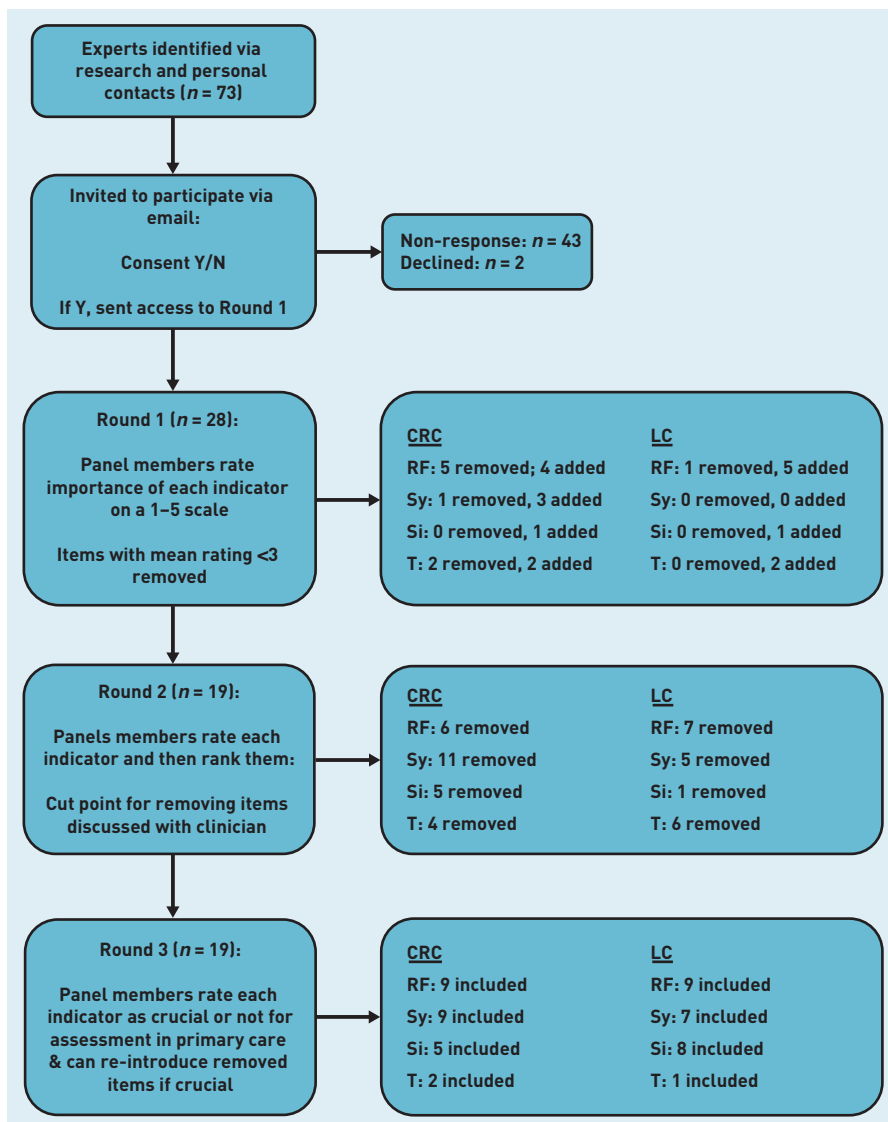 Experts identified via
research and personal
contacts (n = 73)
Invited to participate via
email:
Consent Y/N
If Y, sent access to Round 1
Non-response: n = 43
Declined: n = 2
Round 1 (n = 28):
Panel members rate
importance of each indicator
on a 1–5 scale
Items with mean rating <3
removed
CRC
RF: 5 removed; 4 added
Sy: 1 removed, 3 added
Si: 0 removed, 1 added
T: 2 removed, 2 added
LC
RF: 1 removed, 5 added
Sy: 0 removed, 0 added
Si: 0 removed, 1 added
T: 0 removed, 2 added
Round 2 (n = 19):
Panels members rate each
indicator and then rank them:
Cut point for removing items
discussed with clinician
CRC
RF: 6 removed
Sy: 11 removed
Si: 5 removed
T: 4 removed
LC
RF: 7 removed
Sy: 5 removed
Si: 1 removed
T: 6 removed
Round 3 (n = 19):
Panel members rate each
indicator as crucial or not for
assessment in primary care
& can re-introduce removed
items if crucial
CRC
RF: 9 included
Sy: 9 included
Si: 5 included
T: 2 included
LC
RF: 9 included
Sy: 7 included
Si: 8 included
T: 1 included